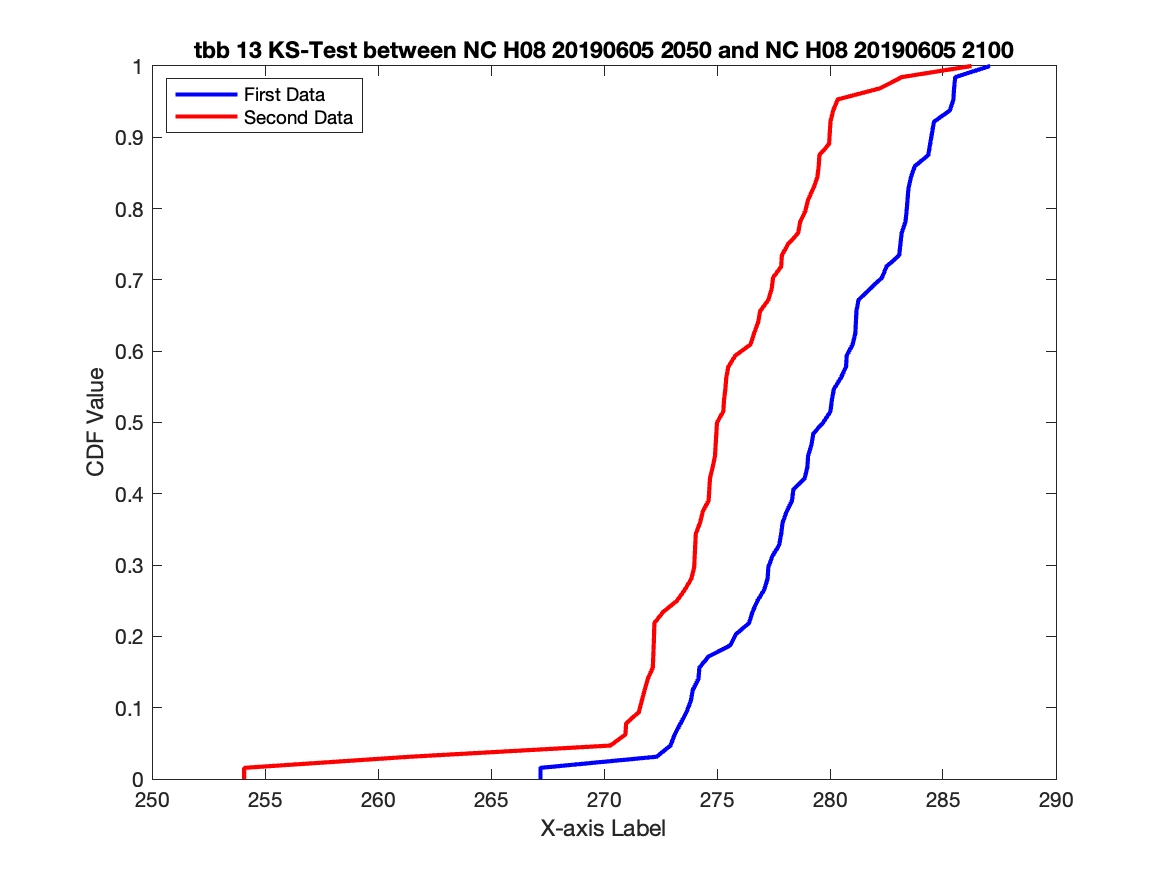 tbb 13 KS-Test between NC H08 20190605 2050 and NC H08 20190605 2100
First Data
Second Data
1
0.9
0.8
0.7
0.6
0.5
0.4
0.3
0.2
0.1
0
CDF Value
250 255 260 265 270 275 280 285 290
X-axis Label